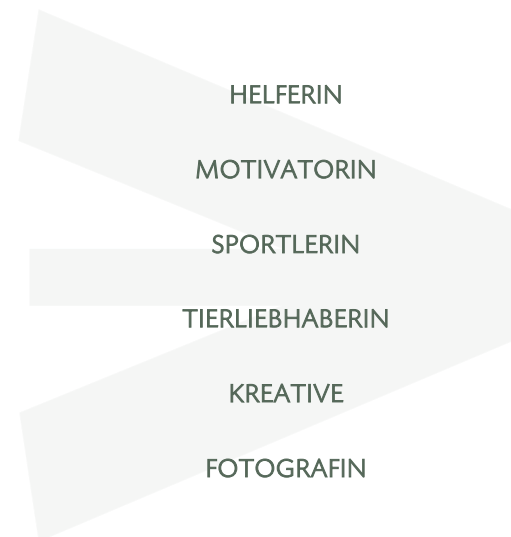 HELFERIN
MOTIVATORIN
SPORTLERIN
TIERLIEBHABERIN
KREATIVE
FOTOGRAFIN